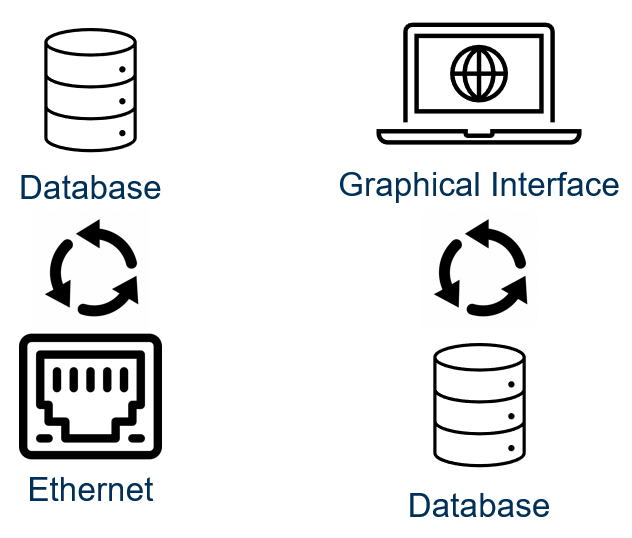 Database
Graphical Interface
Ethernet
Database